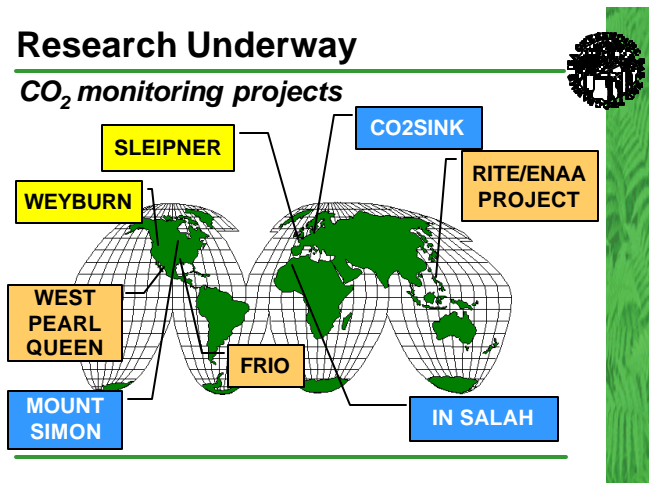 Research Underway
CO₂ monitoring projects
SLEIPNER
CO2SINK
WEYBURN
RITE/ENAA
PROJECT
WEST
PEARL
QUEEN
FRIO
MOUNT
SIMON
IN SALAH